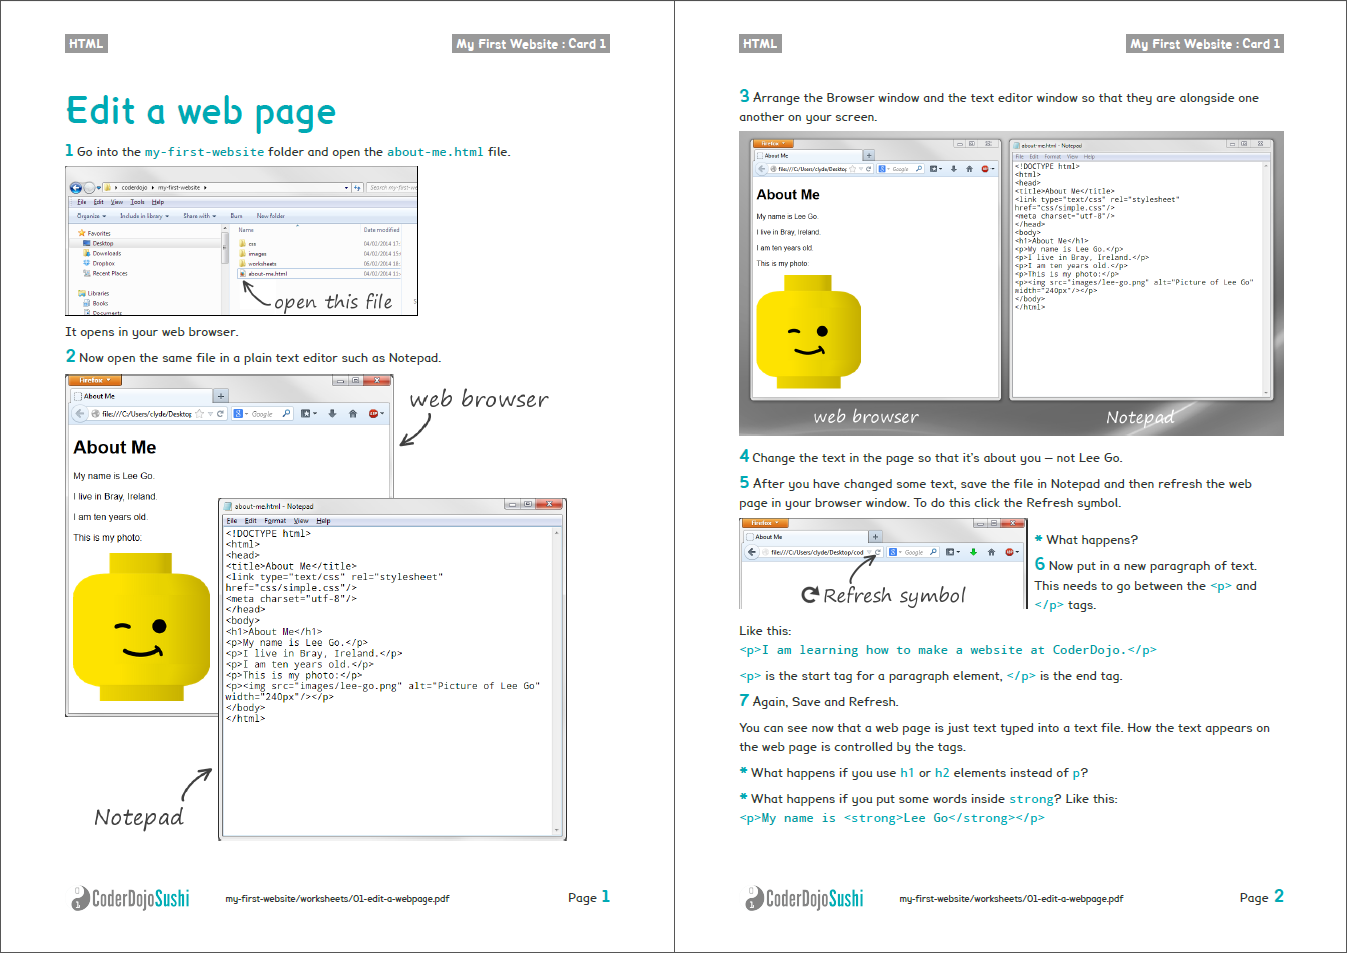 HTML
My First Website : Card 1
Edit a web page
1 Go into the my-first-website folder and open the about-me.html file.
coderdojo ▸ my-first-website ▸
Search my-first-we
File Edit View Tools Help
Organize Include in library Share with Burn New folder
Favorites
Desktop
Downloads
Dropbox
Recent Places
Libraries
Books
Documents
Name Date modified
css 04/02/2014 17:
images 04/02/2014 15:
worksheets 05/02/2014 18:
about-me.html 04/02/2014 11:
open this file
It opens in your web browser.
2 Now open the same file in a plain text editor such as Notepad.
Firefox
About Me
file:///C:/Users/clyde/Desktop
Google
ABP
web browser
About Me
My name is Lee Go.
I live in Bray, Ireland.
I am ten years old.
This is my photo:
about-me.html - Notepad
File Edit Format View Help
<!DOCTYPE html>
<html>
<head>
<title>About Me</title>
<link type="text/css" rel="stylesheet"
href="css/simple.css"/>
<meta charset="utf-8"/>
</head>
<body>
<h1>About Me</h1>
<p>My name is Lee Go.</p>
<p>I live in Bray, Ireland.</p>
<p>I am ten years old.</p>
<p>This is my photo:</p>
<p><img src="images/lee-go.png" alt="Picture of Lee Go"
width="240px"/></p>
</body>
</html>
Notepad
CoderDojoSushi
my-first-website/worksheets/01-edit-a-webpage.pdf
Page 1
HTML
My First Website : Card 1
3 Arrange the Browser window and the text editor window so that they are alongside one
another on your screen.
Firefox
About Me
file:///C:/Users/clyde/Desktop
Google
About Me
My name is Lee Go.
I live in Bray, Ireland.
I am ten years old.
This is my photo:
web browser
about-me.html - Notepad
File Edit Format View Help
<!DOCTYPE html>
<html>
<head>
<title>About Me</title>
<link type="text/css" rel="stylesheet"
href="css/simple.css"/>
<meta charset="utf-8"/>
</head>
<body>
<h1>About Me</h1>
<p>My name is Lee Go.</p>
<p>I live in Bray, Ireland.</p>
<p>I am ten years old.</p>
<p>This is my photo:</p>
<p><img src="images/lee-go.png" alt="Picture of Lee Go"
width="240px"/></p>
</body>
</html>
Notepad
4 Change the text in the page so that it's about you – not Lee Go.
5 After you have changed some text, save the file in Notepad and then refresh the web
page in your browser window. To do this click the Refresh symbol.
Firefox
About Me
file:///C:/Users/clyde/Desktop/cod
Google
Refresh symbol
* What happens?
6 Now put in a new paragraph of text.
This needs to go between the <p> and
</p> tags.
Like this:
<p>I am learning how to make a website at CoderDojo.</p>
<p> is the start tag for a paragraph element, </p> is the end tag.
7 Again, Save and Refresh.
You can see now that a web page is just text typed into a text file. How the text appears on
the web page is controlled by the tags.
* What happens if you use h1 or h2 elements instead of p?
* What happens if you put some words inside strong? Like this:
<p>My name is <strong>Lee Go</strong></p>
CoderDojoSushi
my-first-website/worksheets/01-edit-a-webpage.pdf
Page 2